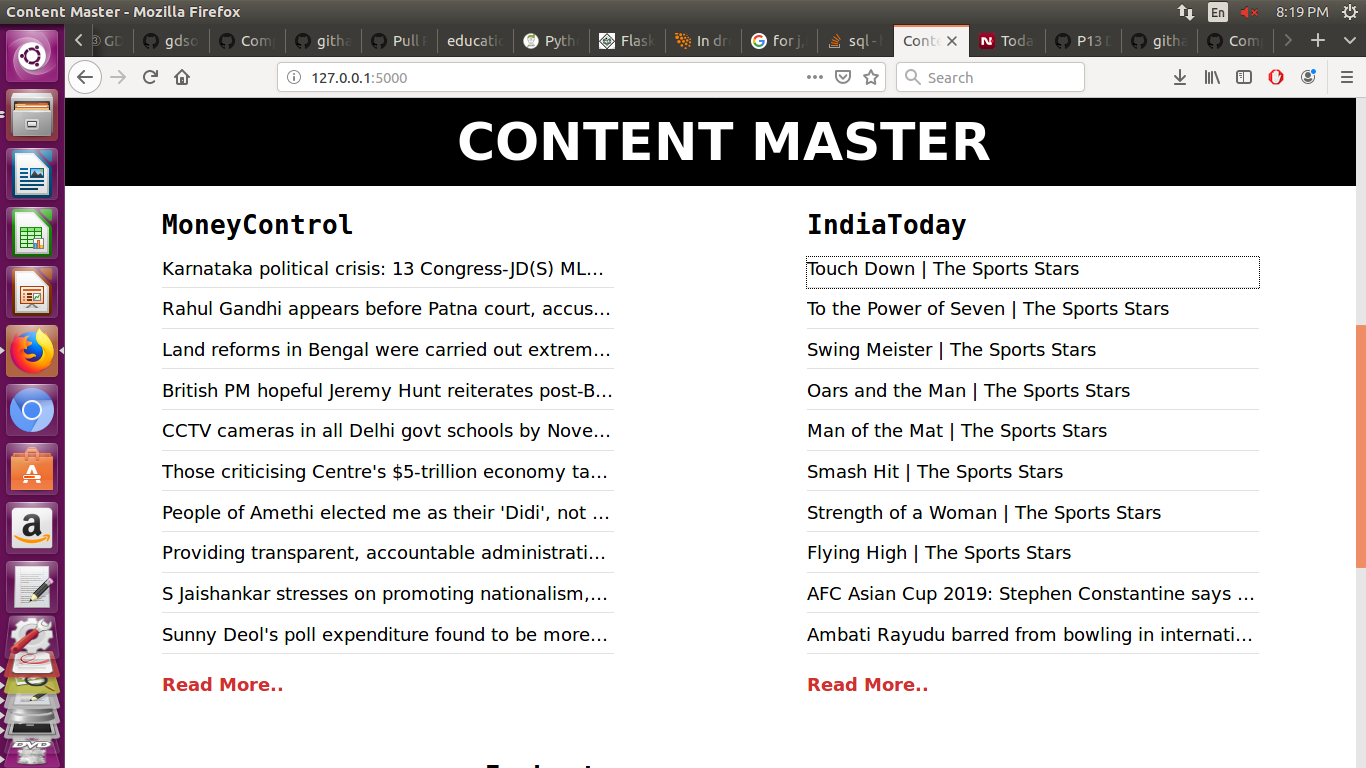 Content Master - Mozilla Firefox
En
8:19 PM
GD
gdso
Com
githa
Pull
educati
Pyth
Flask
In dr
for j,
sql -
Conte
Toda
P13
githa
Com
127.0.0.1:5000
Search
CONTENT MASTER
MoneyControl
Karnataka political crisis: 13 Congress-JD(S) ML...
Rahul Gandhi appears before Patna court, accus...
Land reforms in Bengal were carried out extrem...
British PM hopeful Jeremy Hunt reiterates post-B...
CCTV cameras in all Delhi govt schools by Nove...
Those criticising Centre's $5-trillion economy ta...
People of Amethi elected me as their 'Didi', not ...
Providing transparent, accountable administrati...
S Jaishankar stresses on promoting nationalism,...
Sunny Deol's poll expenditure found to be more...
Read More..
IndiaToday
Touch Down | The Sports Stars
To the Power of Seven | The Sports Stars
Swing Meister | The Sports Stars
Oars and the Man | The Sports Stars
Man of the Mat | The Sports Stars
Smash Hit | The Sports Stars
Strength of a Woman | The Sports Stars
Flying High | The Sports Stars
AFC Asian Cup 2019: Stephen Constantine says ...
Ambati Rayudu barred from bowling in internati...
Read More..